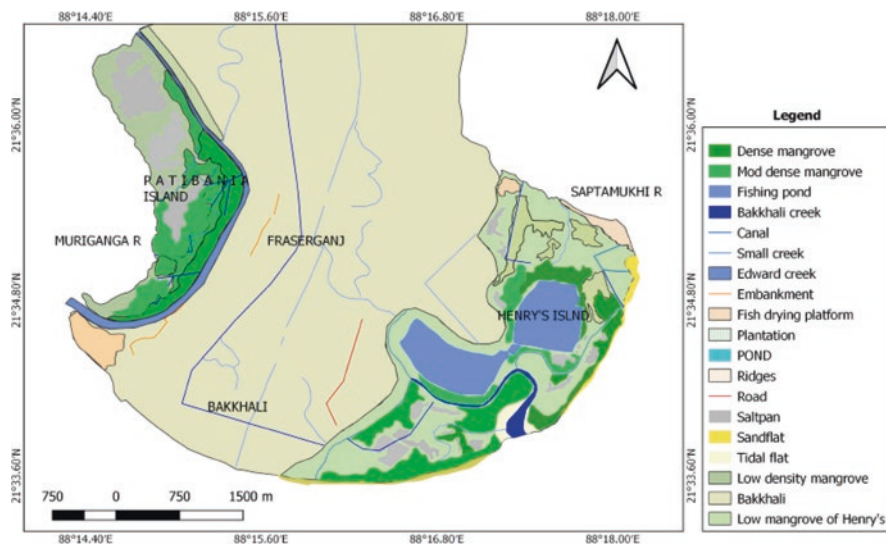 88°14.40'E 88°15.60'E 88°16.80'E 88°18.00'E
21°36.00'N
21°34.80'N
21°33.60'N
PATIBANIA
ISLAND
MURIGANGA R
FRASERGANJ
SAPTAMUKHI R
HENRY'S ISLND
BAKKHALI
750 0 750 1500 m
88°14.40'E 88°15.60'E 88°16.80'E 88°18.00'E
21°36.00'N
21°34.80'N
21°33.60'N
Legend
Dense mangrove
Mod dense mangrove
Fishing pond
Bakkhali creek
Canal
Small creek
Edward creek
Embankment
Fish drying platform
Plantation
POND
Ridges
Road
Saltpan
Sandflat
Tidal flat
Low density mangrove
Bakkhali
Low mangrove of Henry's